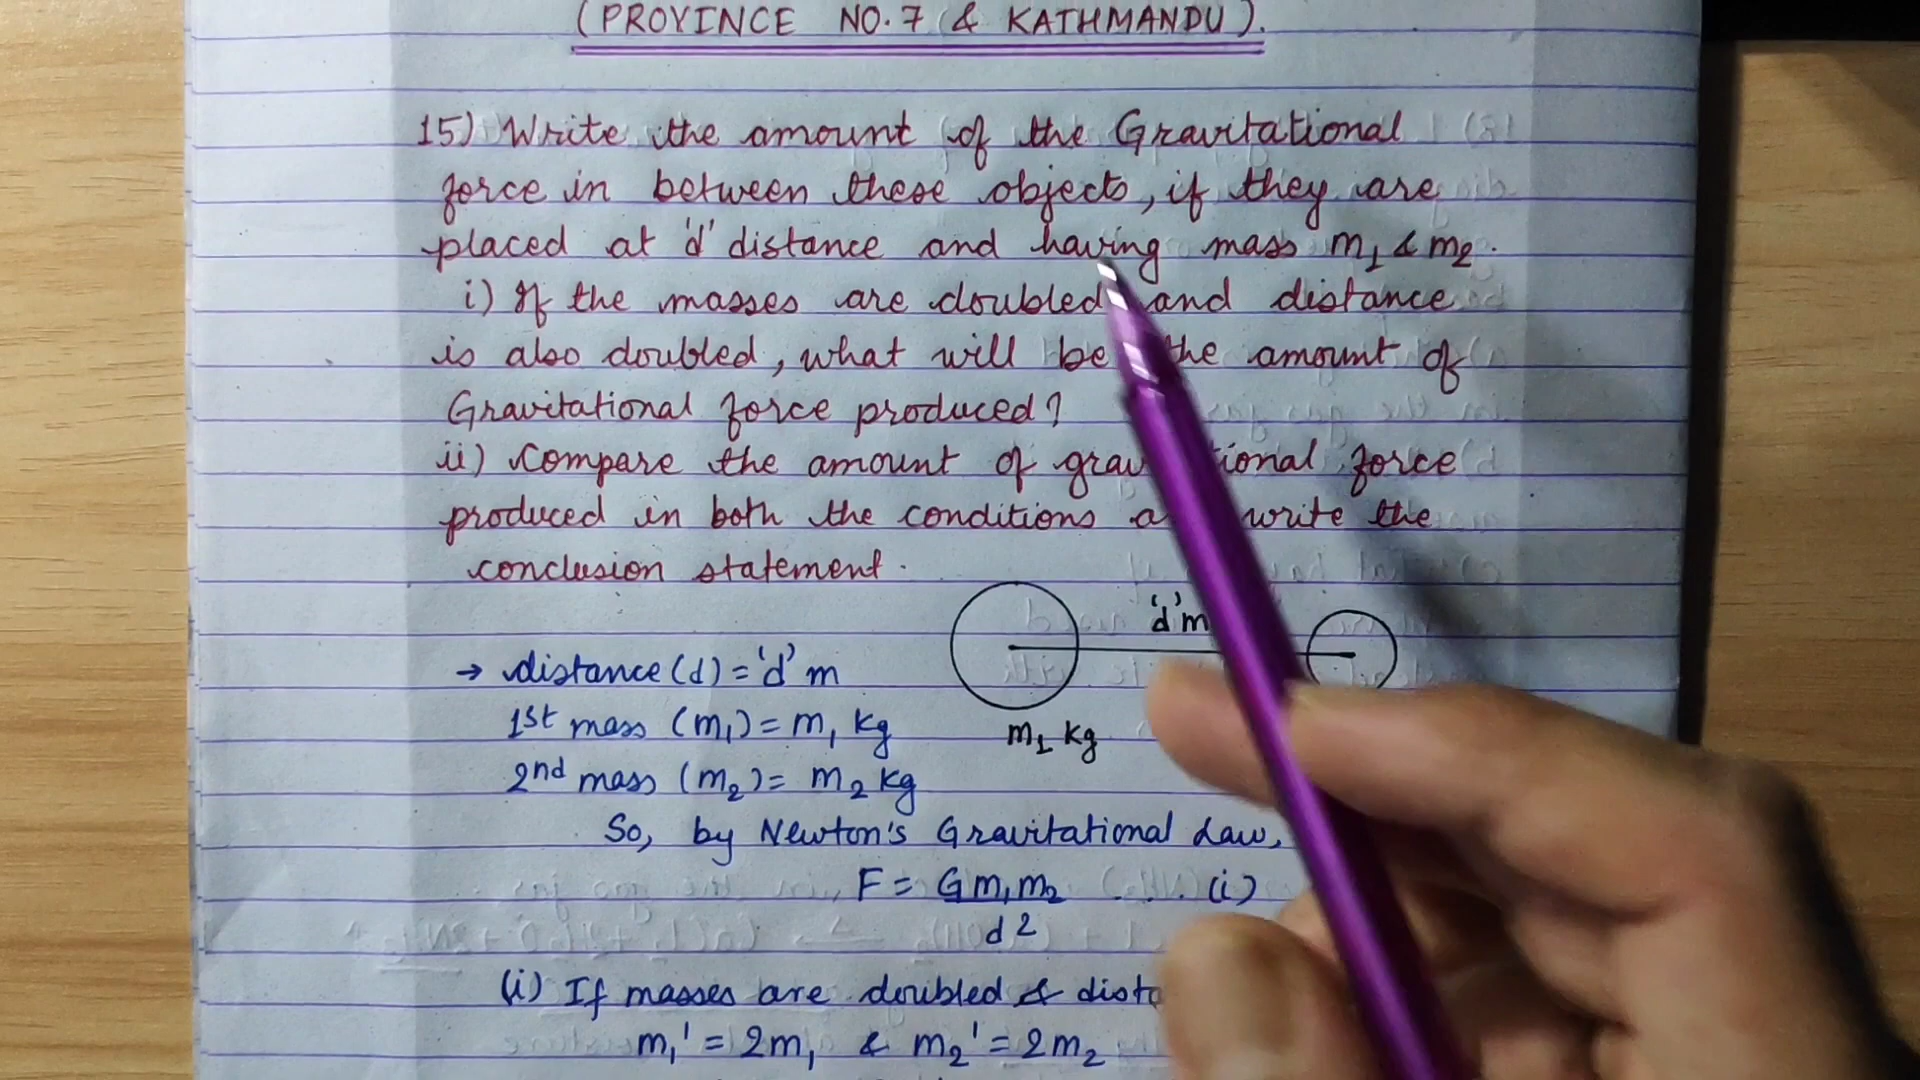 (PROVINCE NO.7 & KATHMANDU).
15) Write the amount of the Gravitational
force in between these objects, if they are
placed at 'd' distance and having mass m1 & m2.
i) If the masses are doubled and distance
is also doubled, what will be the amount of
Gravitational force produced?
ii) Compare the amount of grav ional force
produced in both the conditions a write the
conclusion statement.
'd' m
→ distance (d) = 'd' m
1st mass (m1) = m1 kg
m1 kg
2nd mass (m2) = m2 kg
So, by Newton's Gravitational Law,
F = Gm1m2 ... (i)
d2
(i) If masses are doubled & dista
m1' = 2m1 & m2' = 2m2